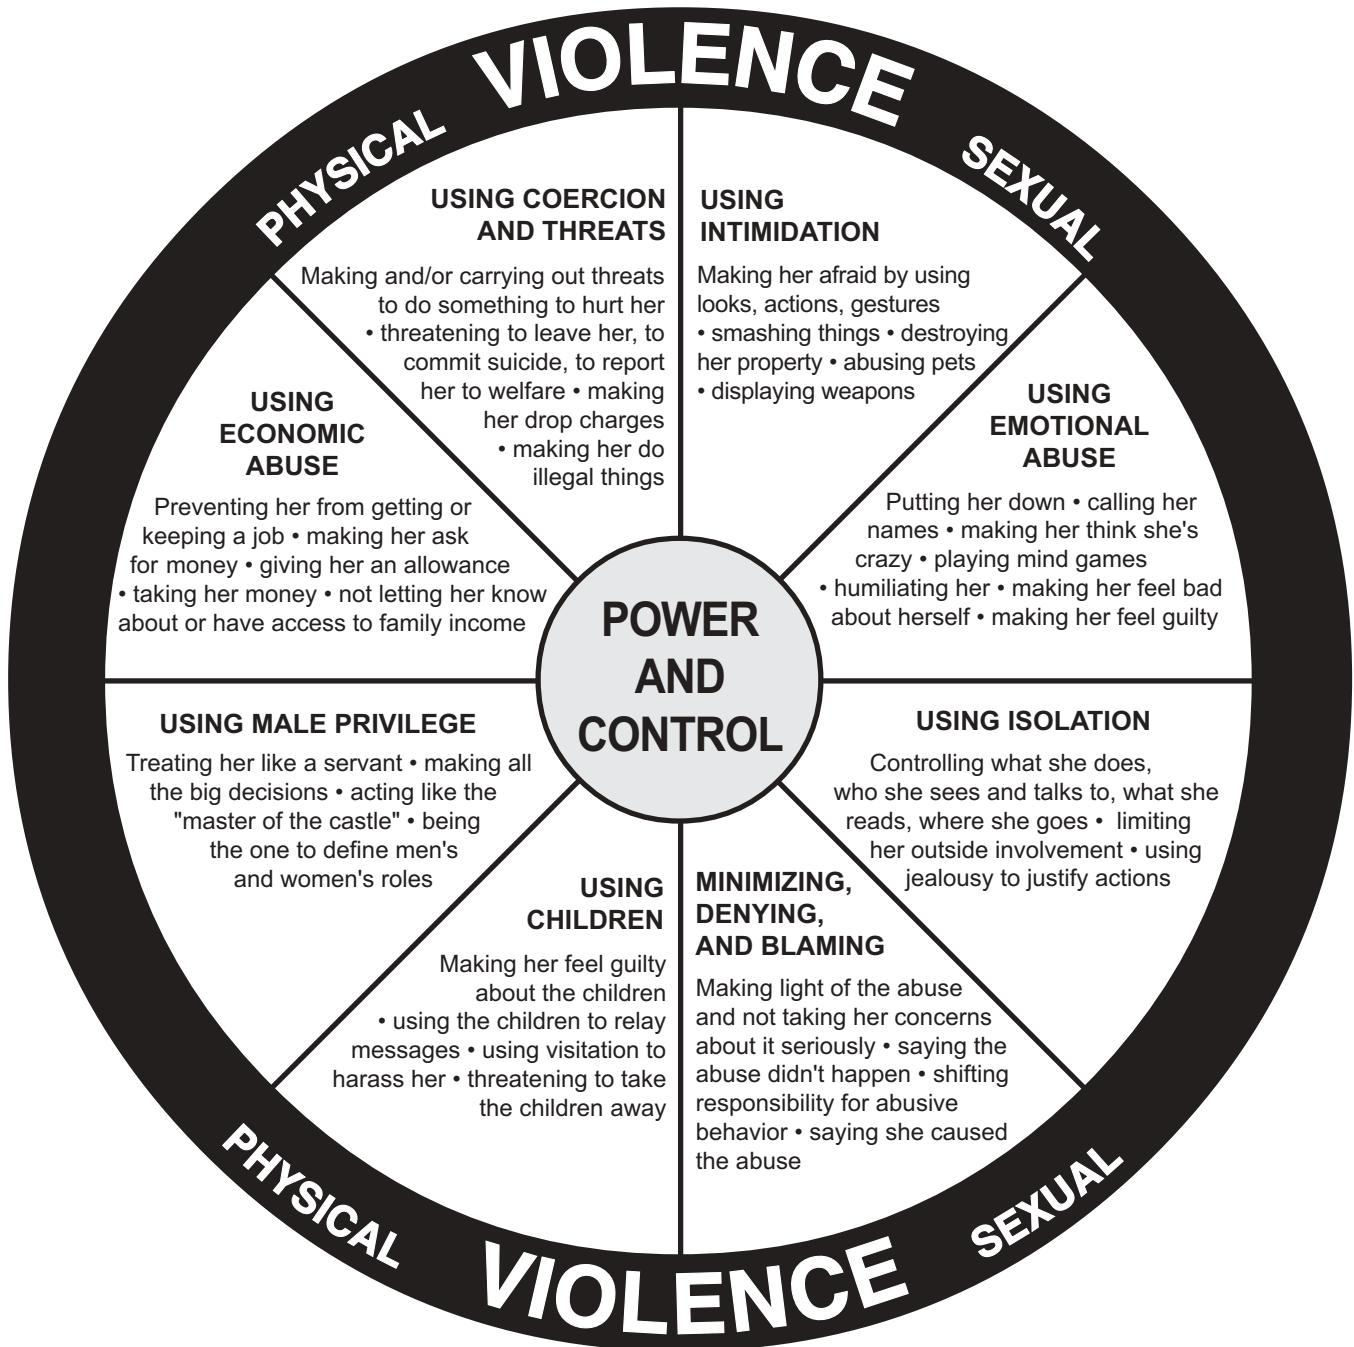 VIOLENCE
PHYSICAL
SEXUAL
USING COERCION
AND THREATS
Making and/or carrying out threats
to do something to hurt her
• threatening to leave her, to
commit suicide, to report
her to welfare • making
her drop charges
• making her do
illegal things
USING
INTIMIDATION
Making her afraid by using
looks, actions, gestures
• smashing things • destroying
her property • abusing pets
• displaying weapons
USING
ECONOMIC
ABUSE
Preventing her from getting or
keeping a job • making her ask
for money • giving her an allowance
• taking her money • not letting her know
about or have access to family income
USING
EMOTIONAL
ABUSE
Putting her down • calling her
names • making her think she's
crazy • playing mind games
• humiliating her • making her feel bad
about herself • making her feel guilty
POWER
AND
CONTROL
USING MALE PRIVILEGE
Treating her like a servant • making all
the big decisions • acting like the
"master of the castle" • being
the one to define men's
and women's roles
USING ISOLATION
Controlling what she does,
who she sees and talks to, what she
reads, where she goes • limiting
her outside involvement • using
jealousy to justify actions
USING
CHILDREN
Making her feel guilty
about the children
• using the children to relay
messages • using visitation to
harass her • threatening to take
the children away
MINIMIZING,
DENYING,
AND BLAMING
Making light of the abuse
and not taking her concerns
about it seriously • saying the
abuse didn't happen • shifting
responsibility for abusive
behavior • saying she caused
the abuse
PHYSICAL
VIOLENCE
SEXUAL